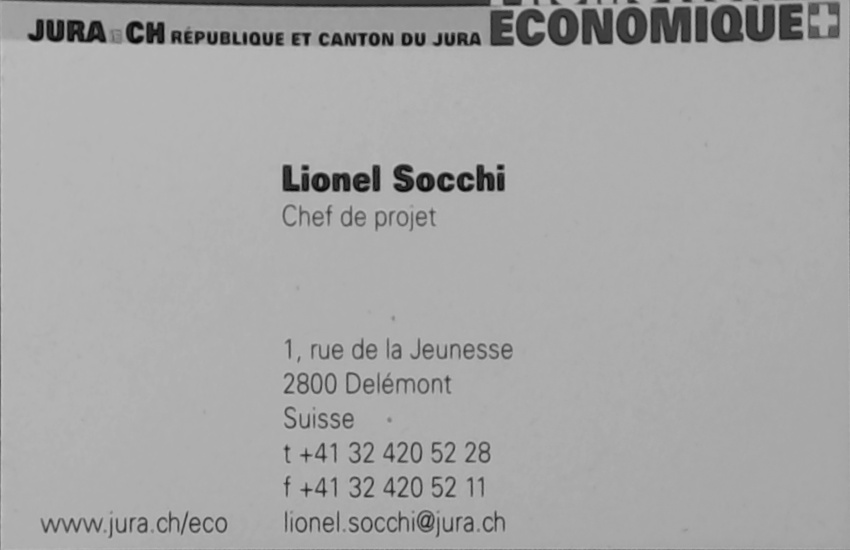 JURA CH RÉPUBLIQUE ET CANTON DU JURA ECONOMIQUE
Lionel Socchi
Chef de projet
1, rue de la Jeunesse
2800 Delémont
Suisse
t +41 32 420 52 28
f +41 32 420 52 11
www.jura.ch/eco lionel.socchi@jura.ch